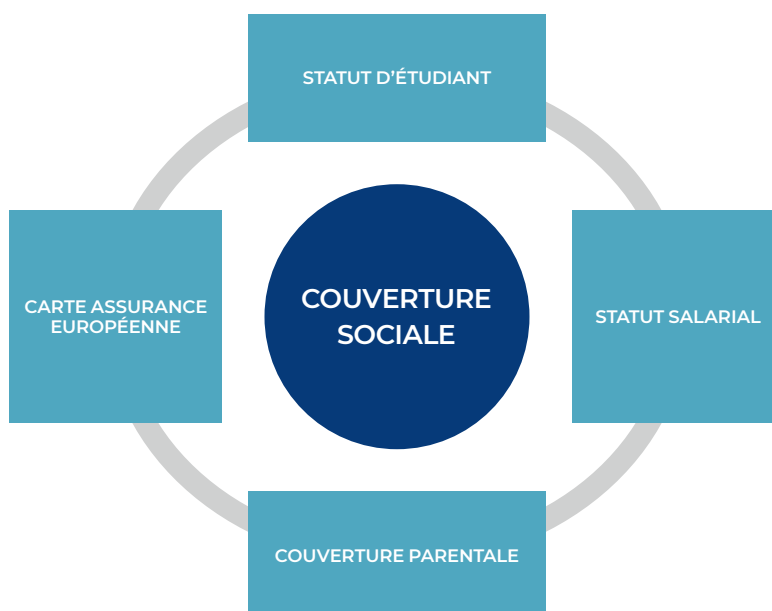 STATUT D'ÉTUDIANT
CARTE ASSURANCE
EUROPÉENNE
COUVERTURE
SOCIALE
STATUT SALARIAL
COUVERTURE PARENTALE